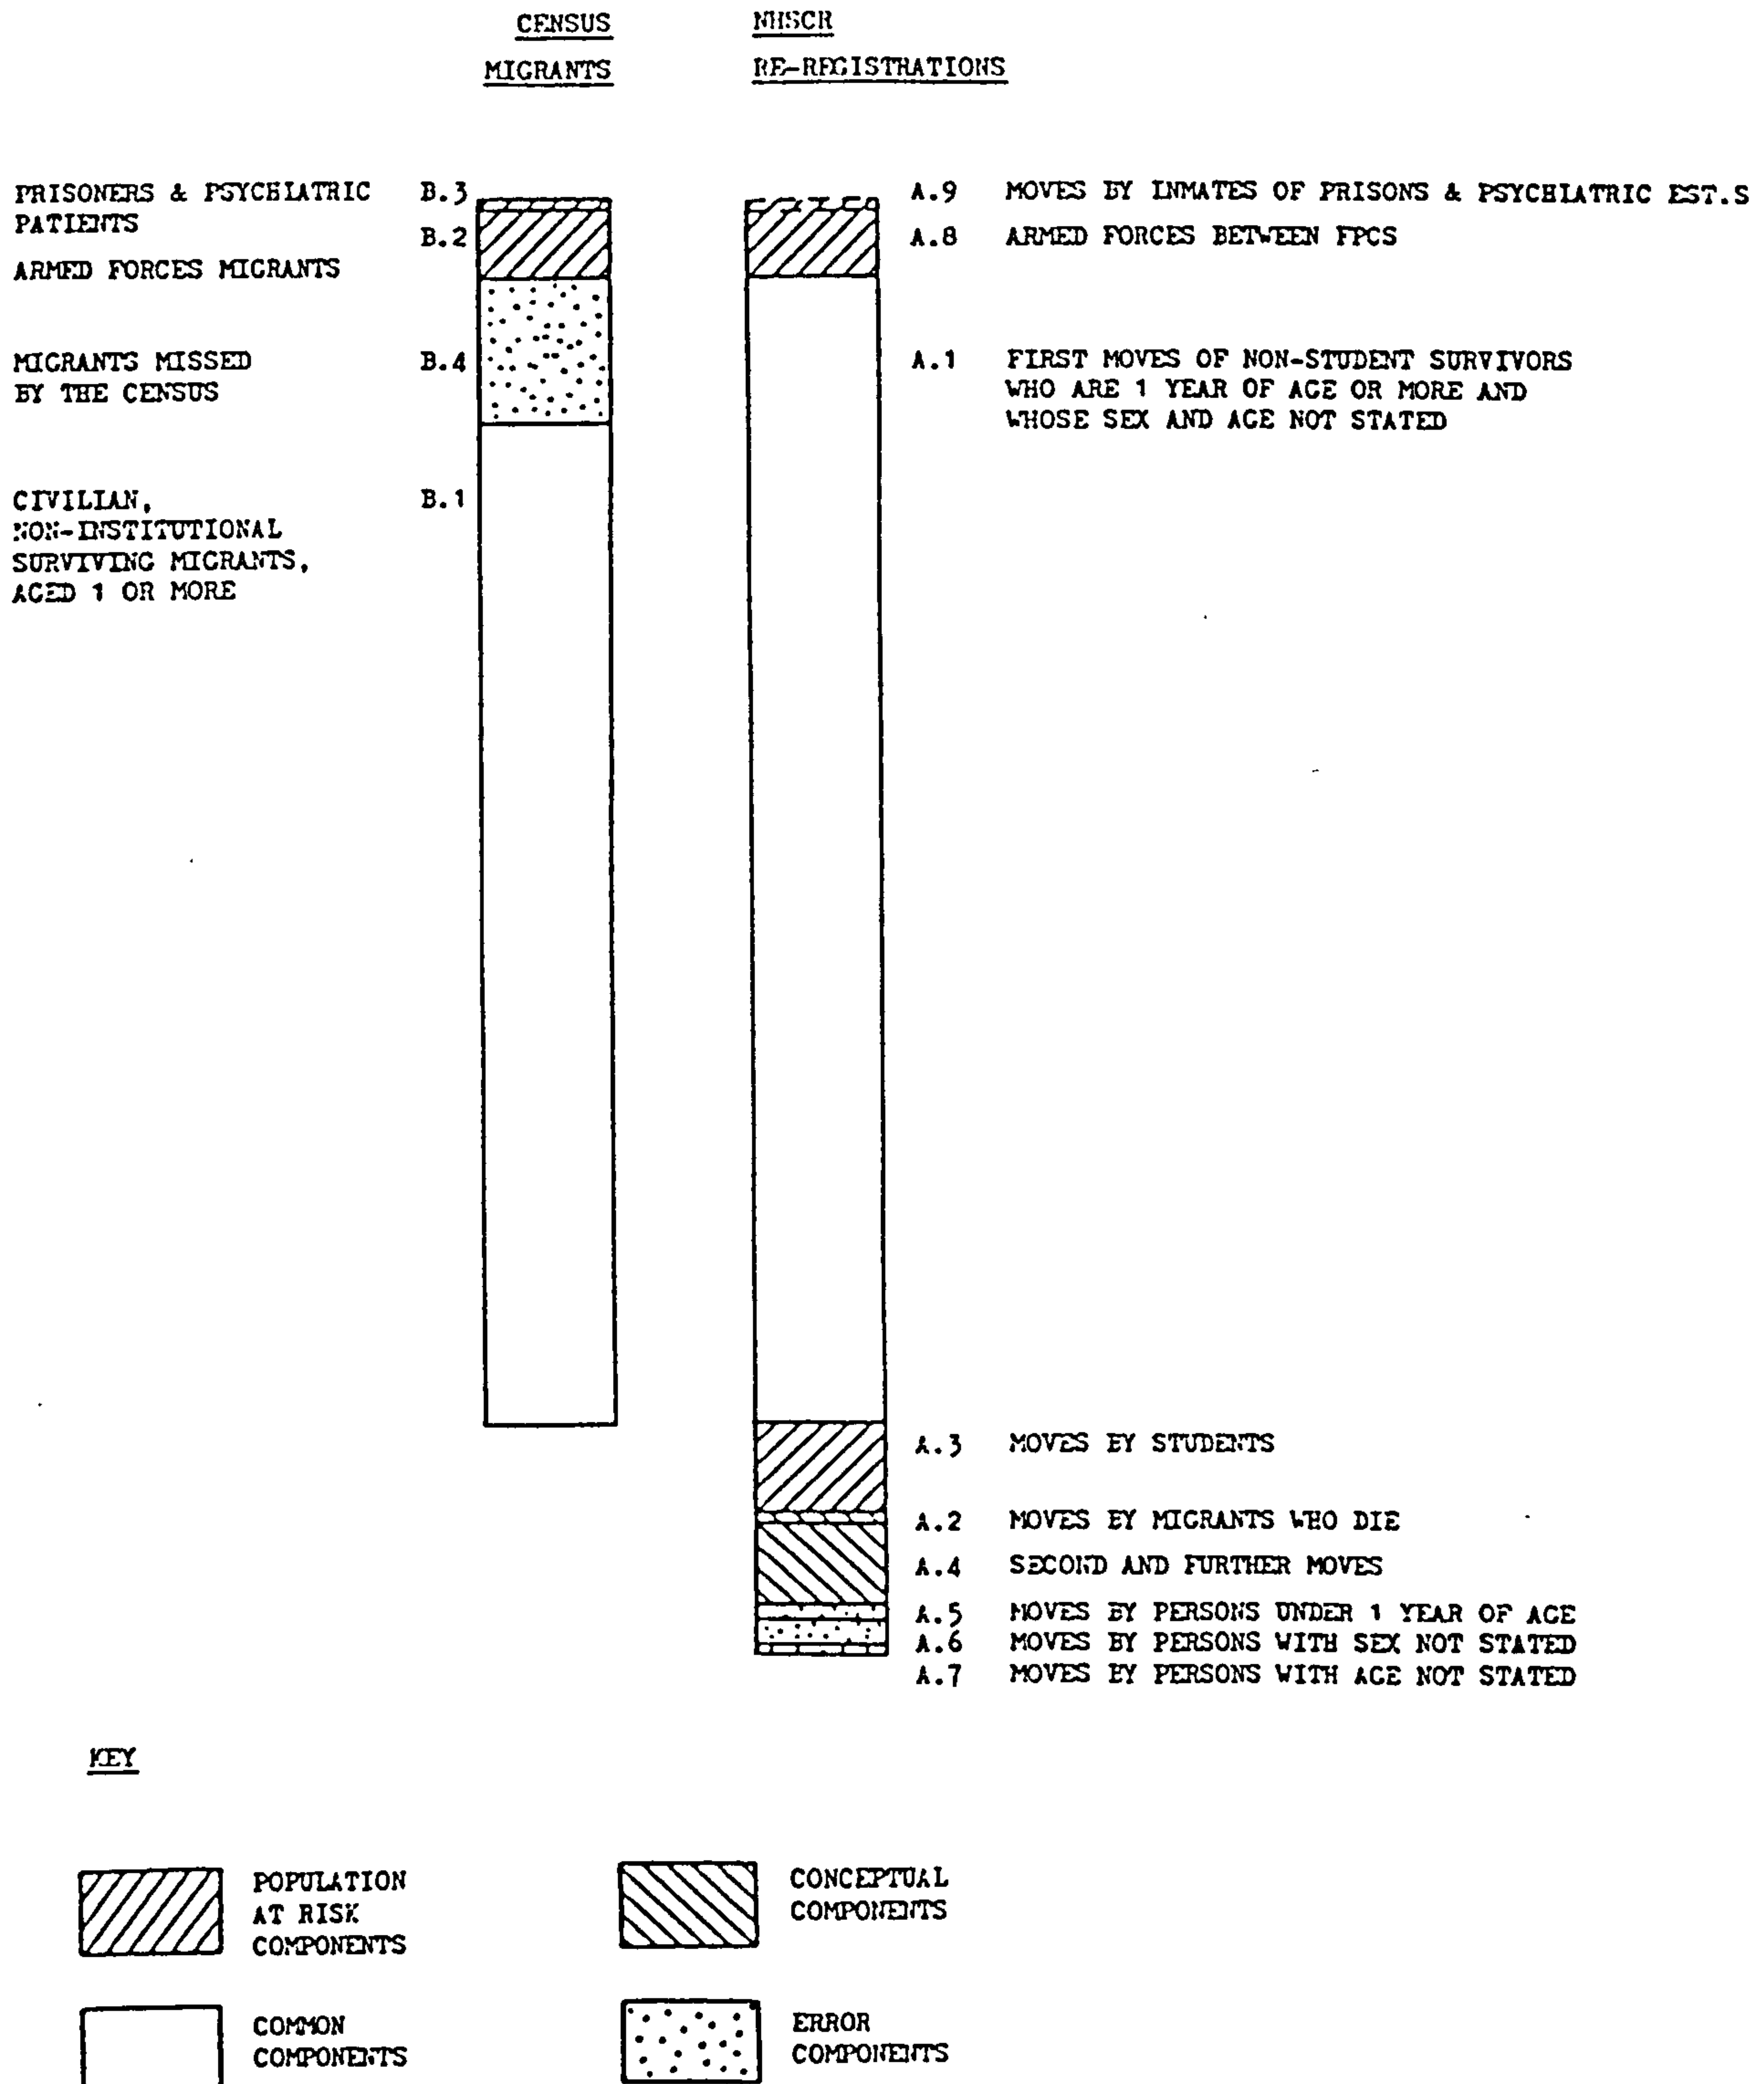 CENSUS
MIGRANTS
NHSCR
RE-REGISTRATIONS
PRISONERS & PSYCHIATRIC
PATIENTS
B.3
B.2
ARMED FORCES MIGRANTS
MIGRANTS MISSED
BY THE CENSUS
B.4
CIVILIAN,
NON-INSTITUTIONAL
SURVIVING MIGRANTS,
AGED 1 OR MORE
B.1
A.9 MOVES BY INMATES OF PRISONS & PSYCHIATRIC EST.S
A.8 ARMED FORCES BETWEEN FPCS
A.1 FIRST MOVES OF NON-STUDENT SURVIVORS
WHO ARE 1 YEAR OF AGE OR MORE AND
WHOSE SEX AND AGE NOT STATED
A.3 MOVES BY STUDENTS
A.2 MOVES BY MIGRANTS WHO DIE
A.4 SECOND AND FURTHER MOVES
A.5 MOVES BY PERSONS UNDER 1 YEAR OF AGE
A.6 MOVES BY PERSONS WITH SEX NOT STATED
A.7 MOVES BY PERSONS WITH AGE NOT STATED
KEY
POPULATION
AT RISK
COMPONENTS
CONCEPTUAL
COMPONENTS
COMMON
COMPONENTS
ERROR
COMPONENTS